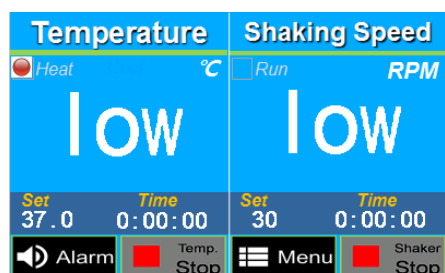 Temperature
Heat ℃
low
Set Time
37.0 0:00:00
Alarm Temp. Stop
Shaking Speed
Run RPM
low
Set Time
30 0:00:00
Menu Shaker Stop